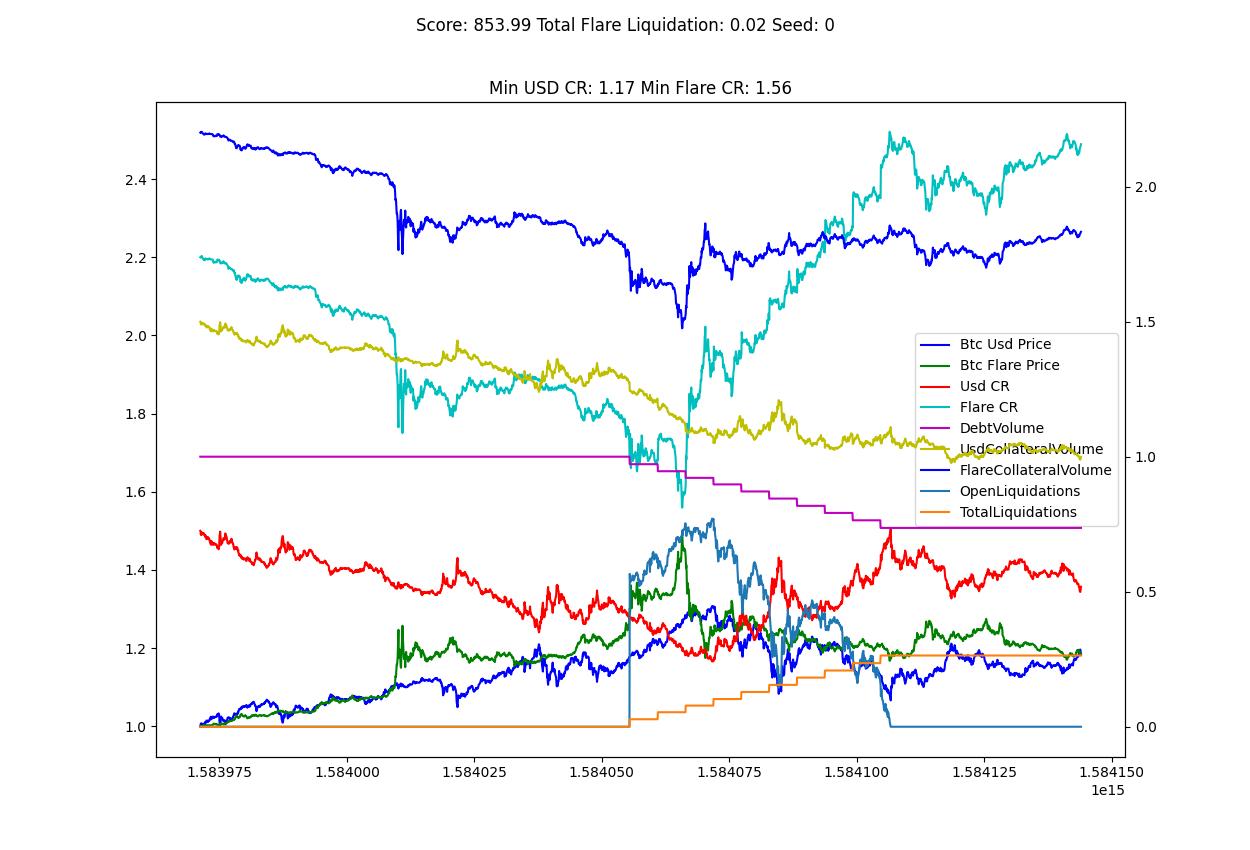 Score: 853.99 Total Flare Liquidation: 0.02 Seed: 0
Min USD CR: 1.17 Min Flare CR: 1.56
2.4
2.2
2.0
1.8
1.6
1.4
1.2
1.0
2.0
1.5
1.0
0.5
0.0
Btc Usd Price
Btc Flare Price
Usd CR
Flare CR
DebtVolume
UsdCollateralVolume
FlareCollateralVolume
OpenLiquidations
TotalLiquidations
1.583975 1.584000 1.584025 1.584050 1.584075 1.584100 1.584125 1.584150
1e15